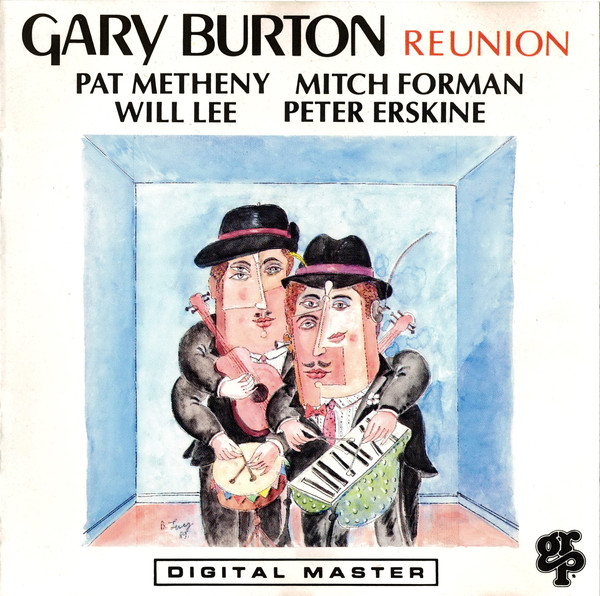 GARY BURTON REUNION
PAT METHENY MITCH FORMAN
WILL LEE PETER ERSKINE
DIGITAL MASTER
grp